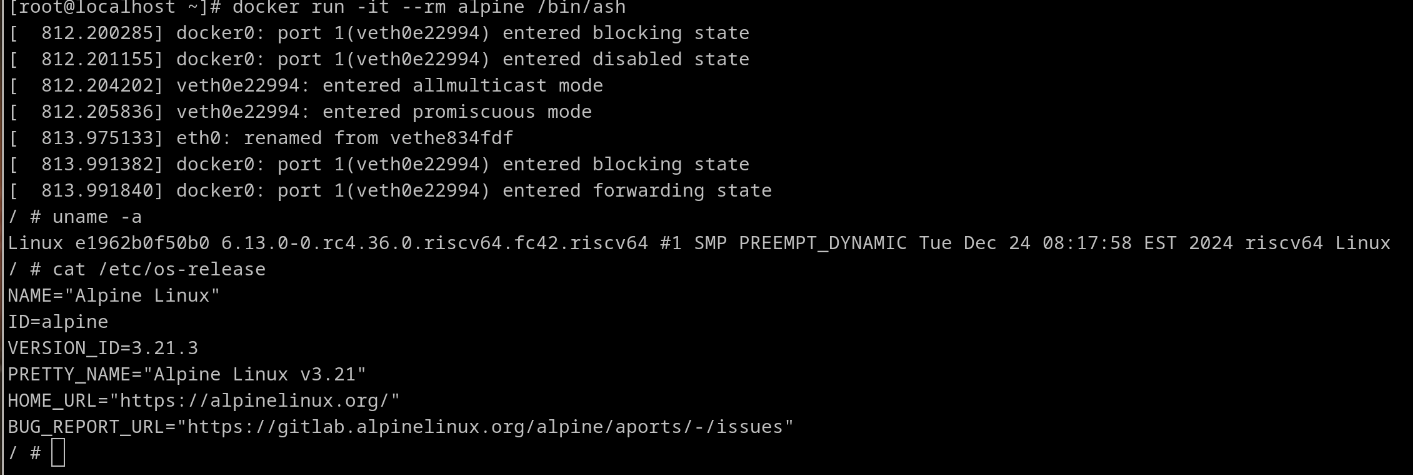 [root@localhost ~]# docker run -it --rm alpine /bin/ash
[  812.200285] docker0: port 1(veth0e22994) entered blocking state
[  812.201155] docker0: port 1(veth0e22994) entered disabled state
[  812.204202] veth0e22994: entered allmulticast mode
[  812.205836] veth0e22994: entered promiscuous mode
[  813.975133] eth0: renamed from vethe834fdf
[  813.991382] docker0: port 1(veth0e22994) entered blocking state
[  813.991840] docker0: port 1(veth0e22994) entered forwarding state
/ # uname -a
Linux e1962b0f50b0 6.13.0-0.rc4.36.0.riscv64.fc42.riscv64 #1 SMP PREEMPT_DYNAMIC Tue Dec 24 08:17:58 EST 2024 riscv64 Linux
/ # cat /etc/os-release
NAME="Alpine Linux"
ID=alpine
VERSION_ID=3.21.3
PRETTY_NAME="Alpine Linux v3.21"
HOME_URL="https://alpinelinux.org/"
BUG_REPORT_URL="https://gitlab.alpinelinux.org/alpine/aports/-/issues"
/ #